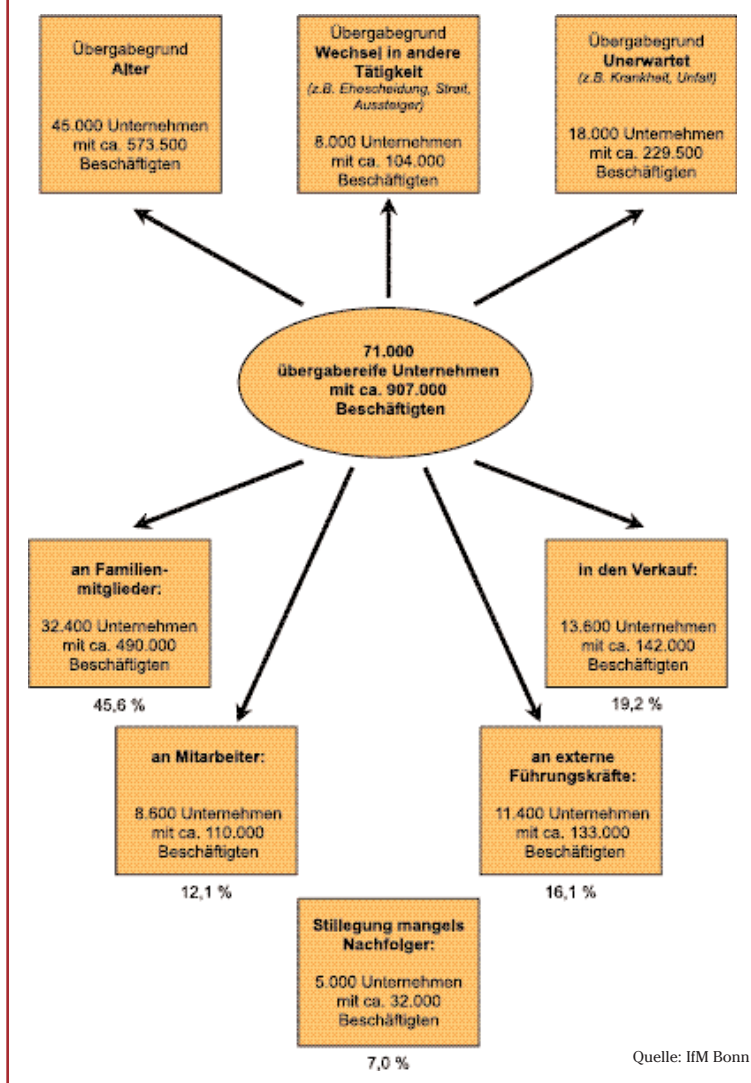 Übergabegrund
Alter
45.000 Unternehmen
mit ca. 573.500
Beschäftigten
Übergabegrund
Wechsel in andere
Tätigkeit
(z.B. Ehescheidung, Streit,
Aussteiger)
8.000 Unternehmen
mit ca. 104.000
Beschäftigten
Übergabegrund
Unerwartet
(z.B. Krankheit, Unfall)
18.000 Unternehmen
mit ca. 229.500
Beschäftigten
71.000
übergabereife Unternehmen
mit ca. 907.000
Beschäftigten
an Familien-
mitglieder:
32.400 Unternehmen
mit ca. 490.000
Beschäftigten
45,6 %
in den Verkauf:
13.600 Unternehmen
mit ca. 142.000
Beschäftigten
19,2 %
an Mitarbeiter:
8.600 Unternehmen
mit ca. 110.000
Beschäftigten
12,1 %
an externe
Führungskräfte:
11.400 Unternehmen
mit ca. 133.000
Beschäftigten
16,1 %
Stillegung mangels
Nachfolger:
5.000 Unternehmen
mit ca. 32.000
Beschäftigten
7,0 %
Quelle: IfM Bonn